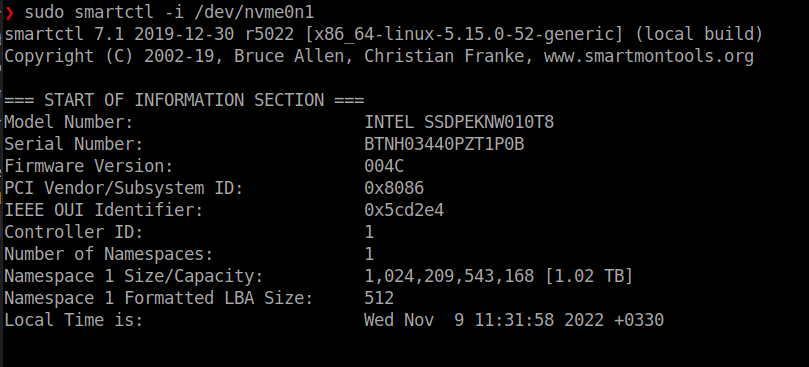 ❯ sudo smartctl -i /dev/nvme0n1
smartctl 7.1 2019-12-30 r5022 [x86_64-linux-5.15.0-52-generic] (local build)
Copyright (C) 2002-19, Bruce Allen, Christian Franke, www.smartmontools.org

=== START OF INFORMATION SECTION ===
Model Number:                       INTEL SSDPEKNW010T8
Serial Number:                      BTNH03440PZT1P0B
Firmware Version:                   004C
PCI Vendor/Subsystem ID:            0x8086
IEEE OUI Identifier:                0x5cd2e4
Controller ID:                      1
Number of Namespaces:               1
Namespace 1 Size/Capacity:          1,024,209,543,168 [1.02 TB]
Namespace 1 Formatted LBA Size:     512
Local Time is:                      Wed Nov  9 11:31:58 2022 +0330